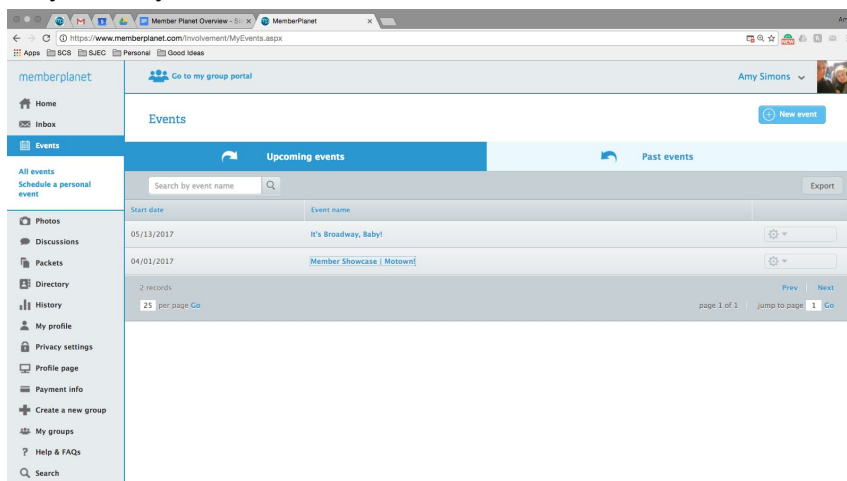 Member Planet Overview - S
MemberPlanet
https://www.memberplanet.com/Involvement/MyEvents.aspx
Apps SCS SJEC Personal Good Ideas
memberplanet
Go to my group portal
Amy Simons
Home
Inbox
Events
New event
Events
Upcoming events
Past events
All events
Schedule a personal
event
Search by event name
Export
Start date Event name
05/13/2017 It's Broadway, Baby!
04/01/2017 Member Showcase | Motown!
2 records
Prev Next
25 per page Go
page 1 of 1 jump to page 1 Go
Photos
Discussions
Packets
Directory
History
My profile
Privacy settings
Profile page
Payment info
Create a new group
My groups
? Help & FAQs
Search